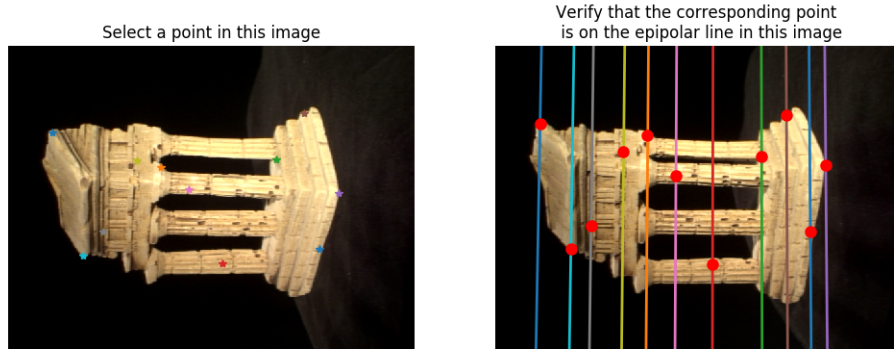 Select a point in this image
Verify that the corresponding point
is on the epipolar line in this image